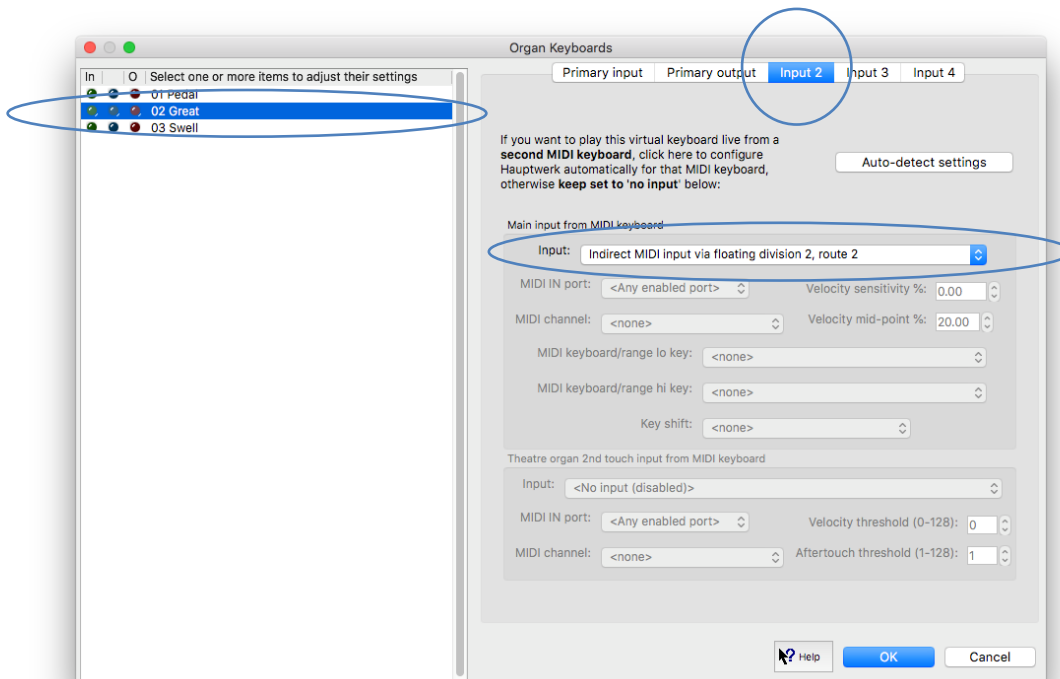 Organ Keyboards
In O Select one or more items to adjust their settings
01 Pedal
02 Great
03 Swell
Primary input Primary output Input 2 Input 3 Input 4
If you want to play this virtual keyboard live from a
second MIDI keyboard, click here to configure
Hauptwerk automatically for that MIDI keyboard,
otherwise keep set to 'no input' below:
Auto-detect settings
Main input from MIDI keyboard
Input: Indirect MIDI input via floating division 2, route 2
MIDI IN port: <Any enabled port> Velocity sensitivity %: 0.00
MIDI channel: <none> Velocity mid-point %: 20.00
MIDI keyboard/range lo key: <none>
MIDI keyboard/range hi key: <none>
Key shift: <none>
Theatre organ 2nd touch input from MIDI keyboard
Input: <No input (disabled)>
MIDI IN port: <Any enabled port> Velocity threshold (0-128): 0
MIDI channel: <none> Aftertouch threshold (1-128): 1
Help OK Cancel